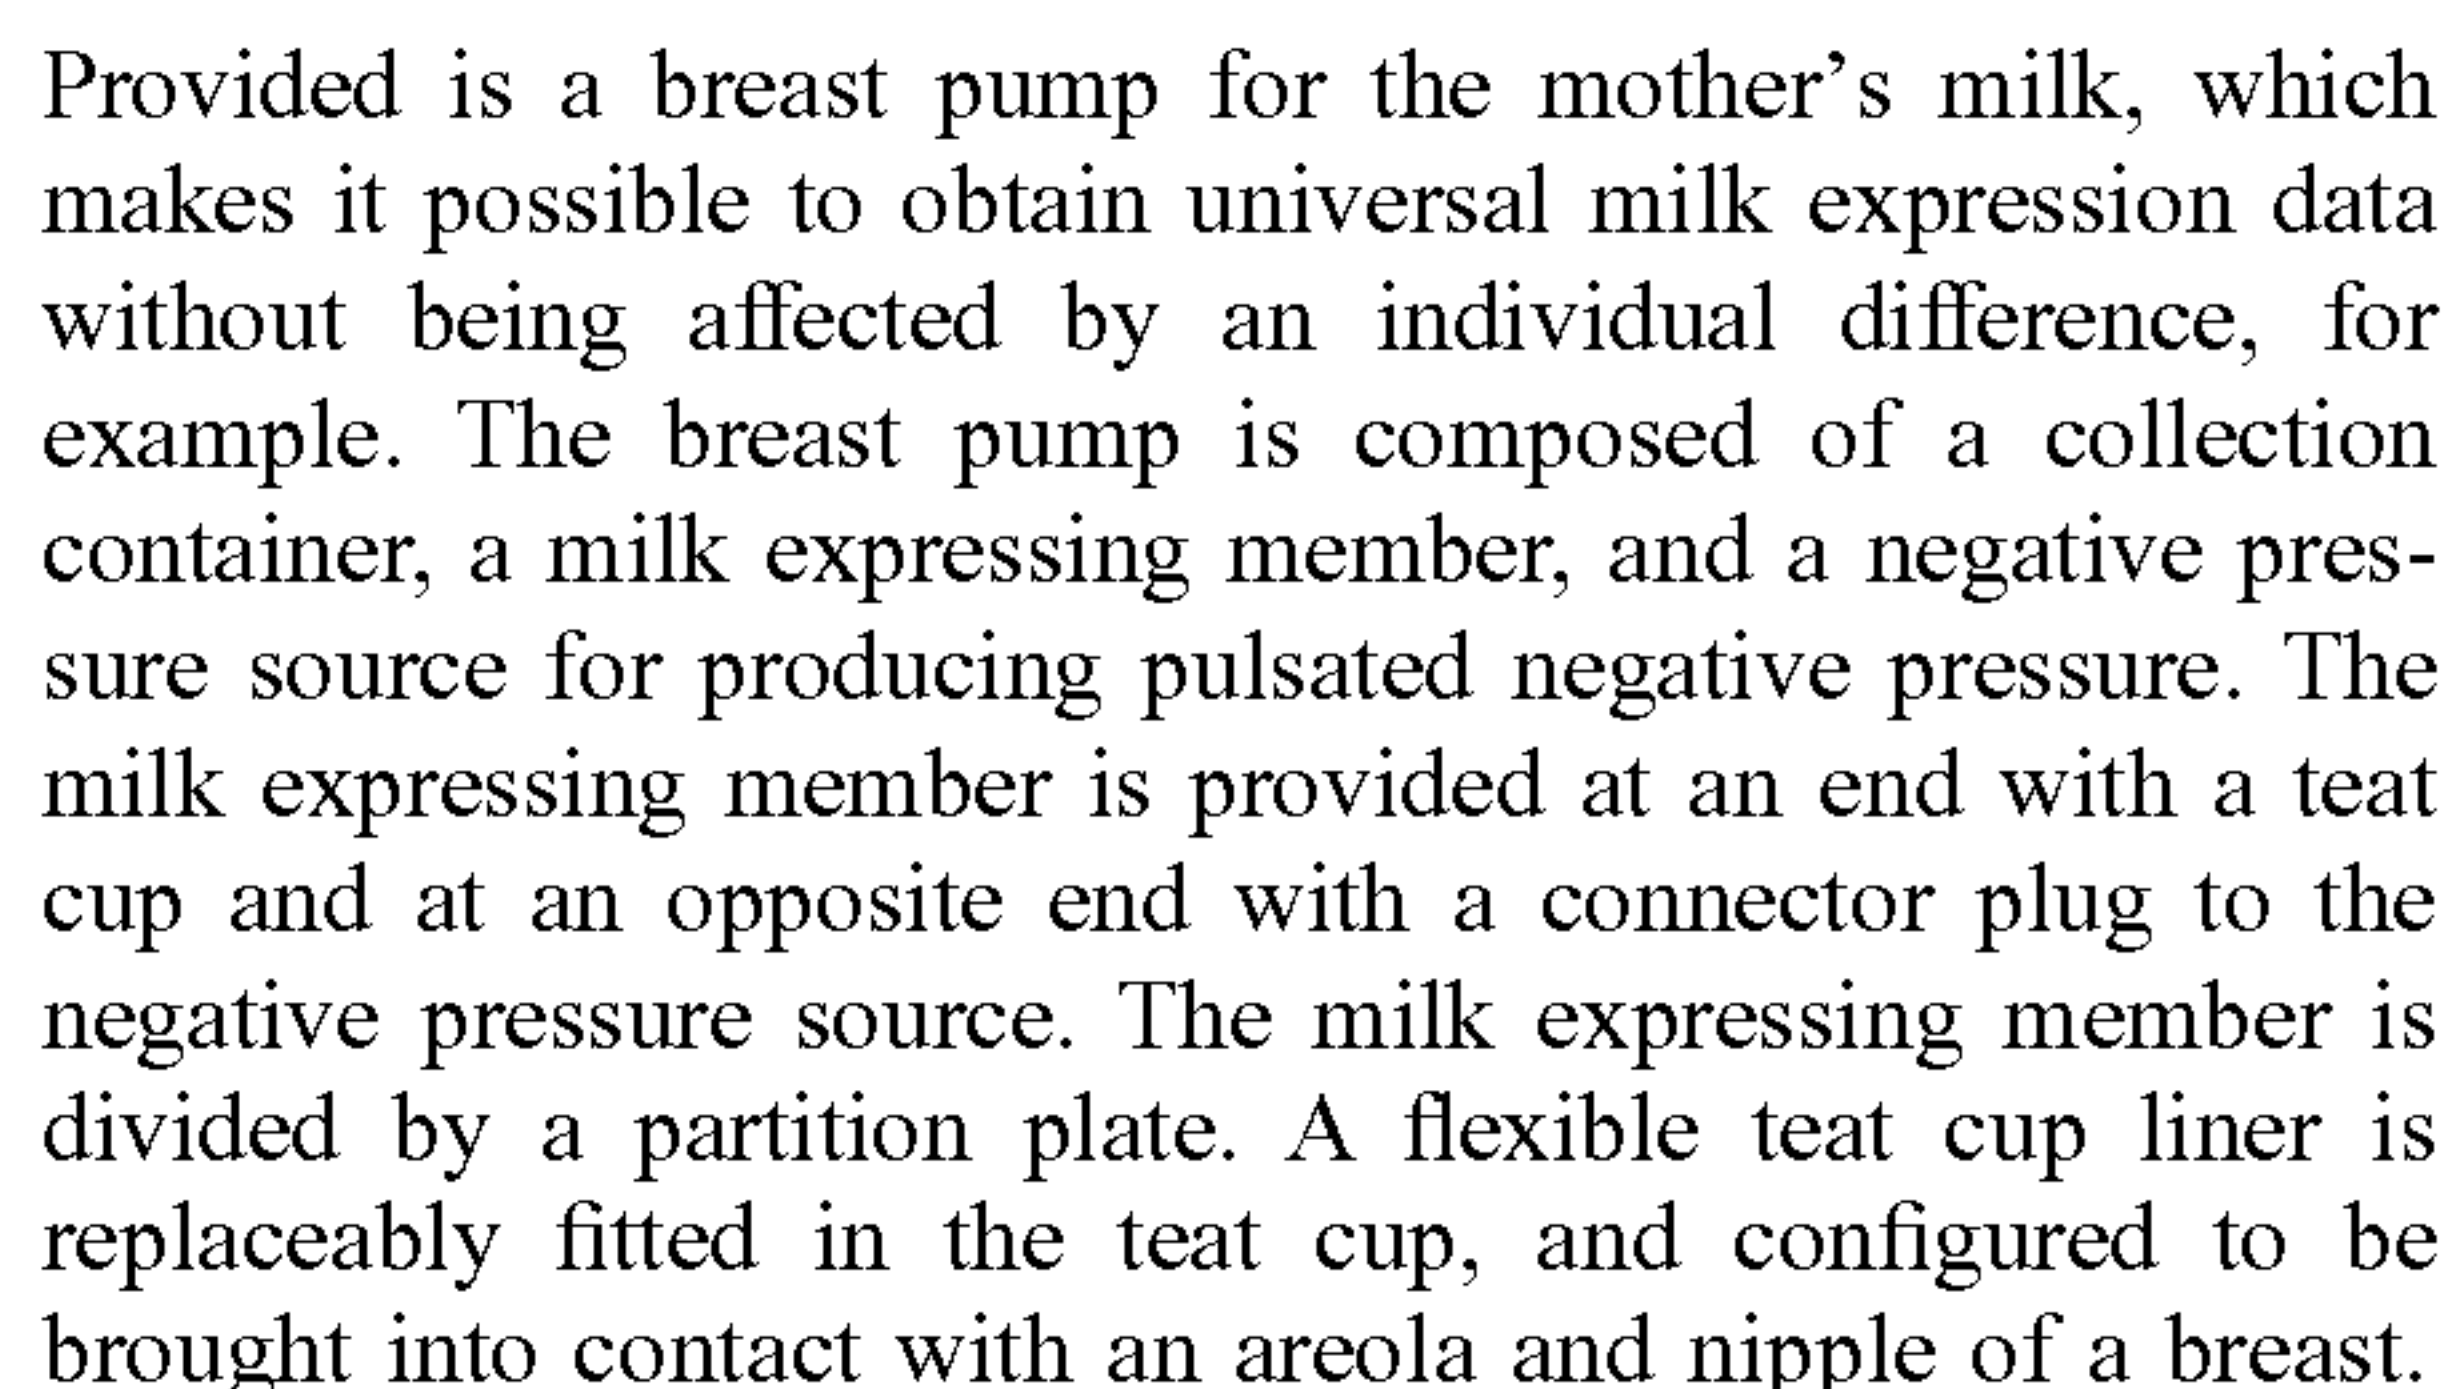 Provided is a breast pump for the mother’s milk, which
makes it possible to obtain universal milk expression data
without being affected by an individual difference, for
example. The breast pump is composed of a collection
container, a milk expressing member, and a negative pres-
sure source for producing pulsated negative pressure. The
milk expressing member is provided at an end with a teat
cup and at an opposite end with a connector plug to the
negative pressure source. The milk expressing member is
divided by a partition plate. A flexible teat cup liner is
replaceably fitted in the teat cup, and configured to be
brought into contact with an areola and nipple of a breast.